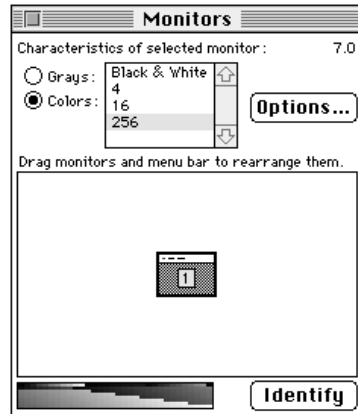 Monitors
Characteristics of selected monitor: 7.0
Grays:
Colors:
Black & White
4
16
256
Options...
Drag monitors and menu bar to rearrange them.
1
Identify